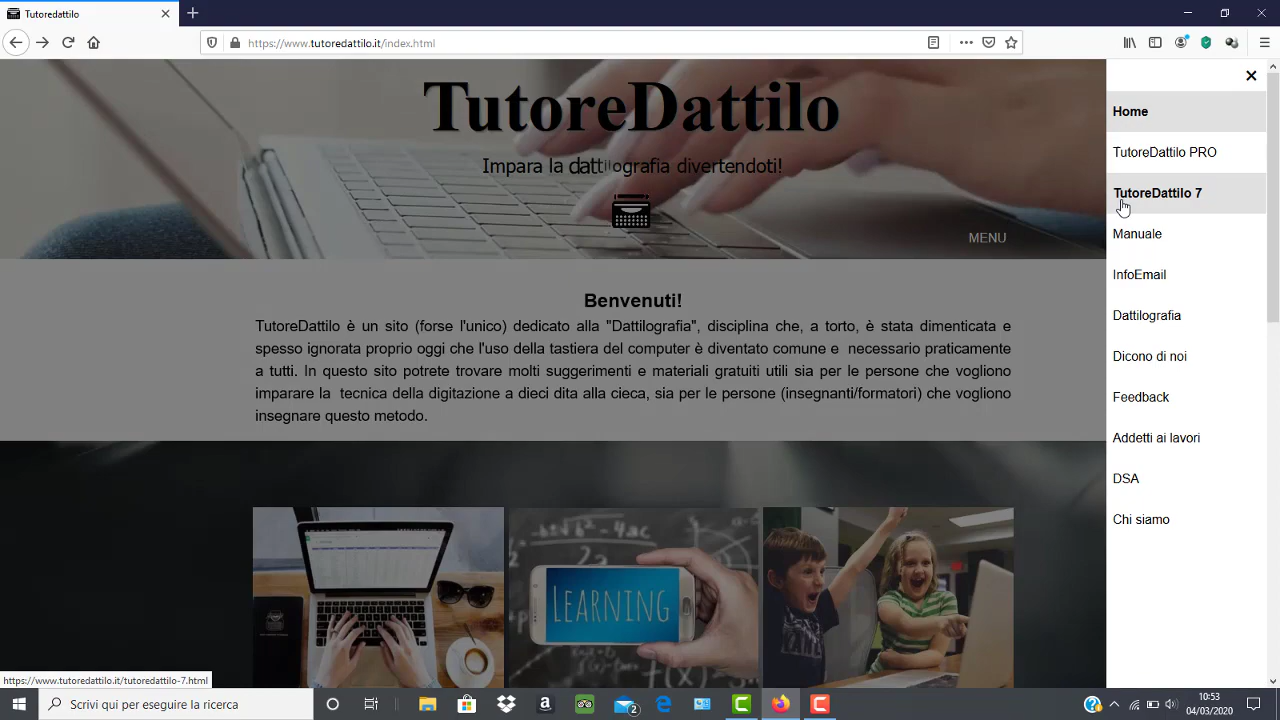 Tutoredattilo
https://www.tutoredattilo.it/index.html
TutoreDattilo
Impara la dattilografia divertendoti!
MENU
Home
TutoreDattilo PRO
TutoreDattilo 7
Manuale
InfoEmail
Dattilografia
Dicono di noi
Feedback
Addetti ai lavori
DSA
Chi siamo
Benvenuti!
TutoreDattilo è un sito (forse l'unico) dedicato alla "Dattilografia", disciplina che, a torto, è stata dimenticata e
spesso ignorata proprio oggi che l'uso della tastiera del computer è diventato comune e necessario praticamente
a tutti. In questo sito potrete trovare molti suggerimenti e materiali gratuiti utili sia per le persone che vogliono
imparare la tecnica della digitazione a dieci dita alla cieca, sia per le persone (insegnanti/formatori) che vogliono
insegnare questo metodo.
LEARNING
https://www.tutoredattilo.it/tutoredattilo-7.html
Scrivi qui per eseguire la ricerca
2
10:53
04/03/2020